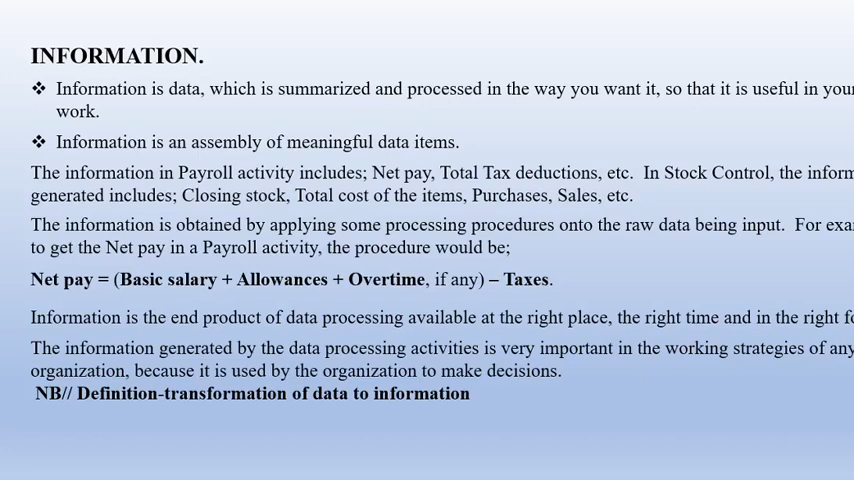 INFORMATION.
❖ Information is data, which is summarized and processed in the way you want it, so that it is useful in your
work.
❖ Information is an assembly of meaningful data items.
The information in Payroll activity includes; Net pay, Total Tax deductions, etc.  In Stock Control, the
generated includes; Closing stock, Total cost of the items, Purchases, Sales, etc.
The information is obtained by applying some processing procedures onto the raw data being input.  For
to get the Net pay in a Payroll activity, the procedure would be;
Net pay = (Basic salary + Allowances + Overtime, if any) – Taxes.
Information is the end product of data processing available at the right place, the right time and in the right
The information generated by the data processing activities is very important in the working strategies of any
organization, because it is used by the organization to make decisions.
NB// Definition-transformation of data to information